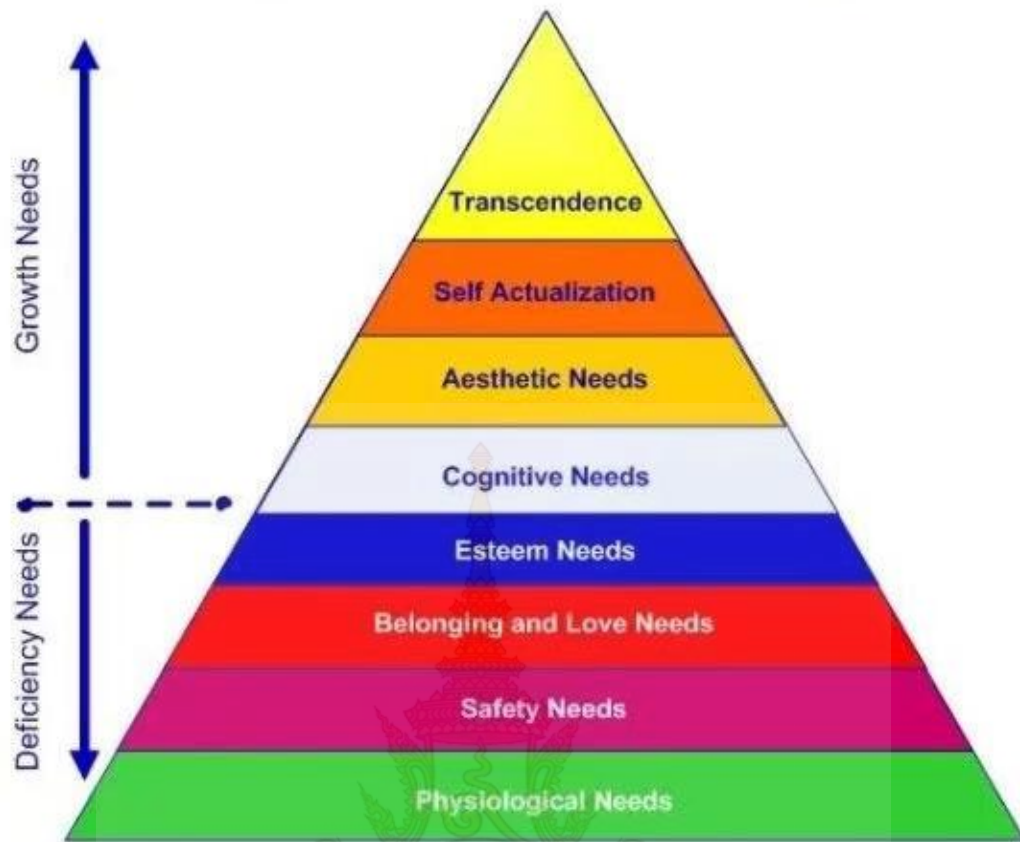 Growth Needs
Deficiency Needs
Transcendence
Self Actualization
Aesthetic Needs
Cognitive Needs
Esteem Needs
Belonging and Love Needs
Safety Needs
Physiological Needs